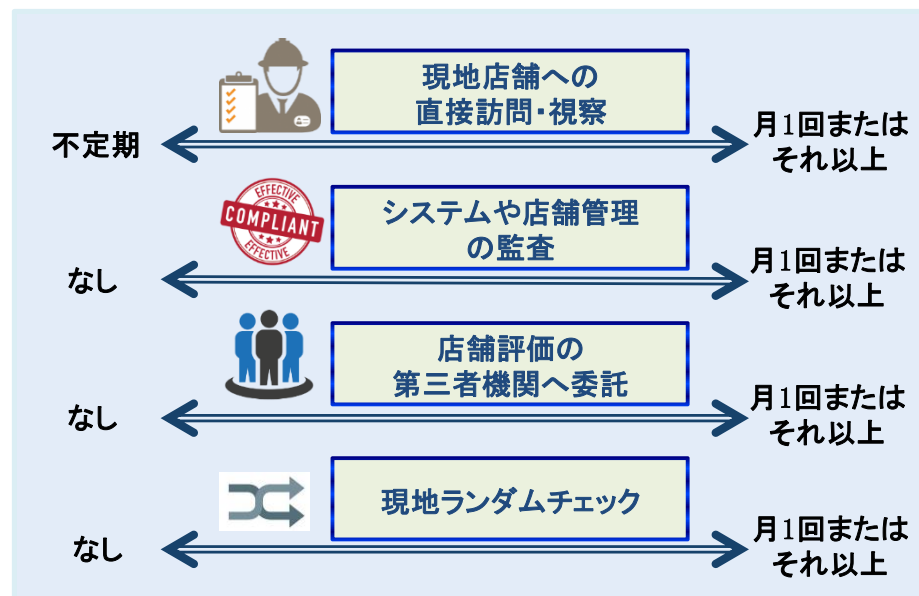 現地店舗への
直接訪問・視察
不定期
月1回または
それ以上
EFFECTIVE
COMPLIANT
EFFECTIVE
システムや店舗管理
の監査
なし
月1回または
それ以上
店舗評価の
第三者機関へ委託
なし
月1回または
それ以上
現地ランダムチェック
なし
月1回または
それ以上